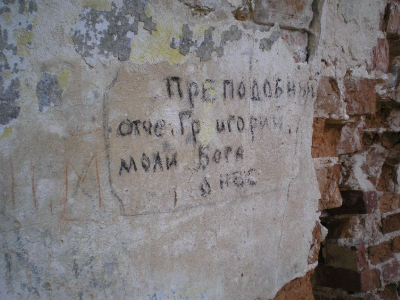 Преподобный
отче, Григорий,
моли Бога
о нас